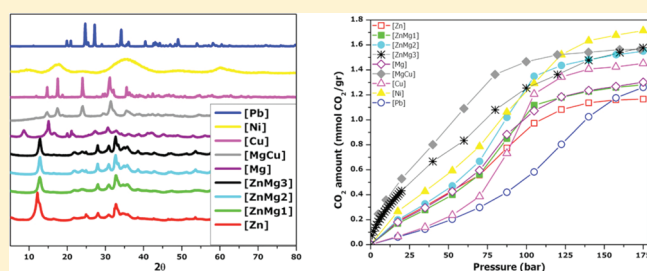 [Pb]
[Ni]
[Cu]
[MgCu]
[Mg]
[ZnMg3]
[ZnMg2]
[ZnMg1]
[Zn]
10 20 30 40 50 60 70 80
2θ
CO2 amount (mmol CO2/gr)
1.8
1.6
1.4
1.2
1.0
0.8
0.6
0.4
0.2
0.0
[Zn]
[ZnMg1]
[ZnMg2]
[ZnMg3]
[Mg]
[MgCu]
[Cu]
[Ni]
[Pb]
0 25 50 75 100 125 150 175
Pressure (bar)